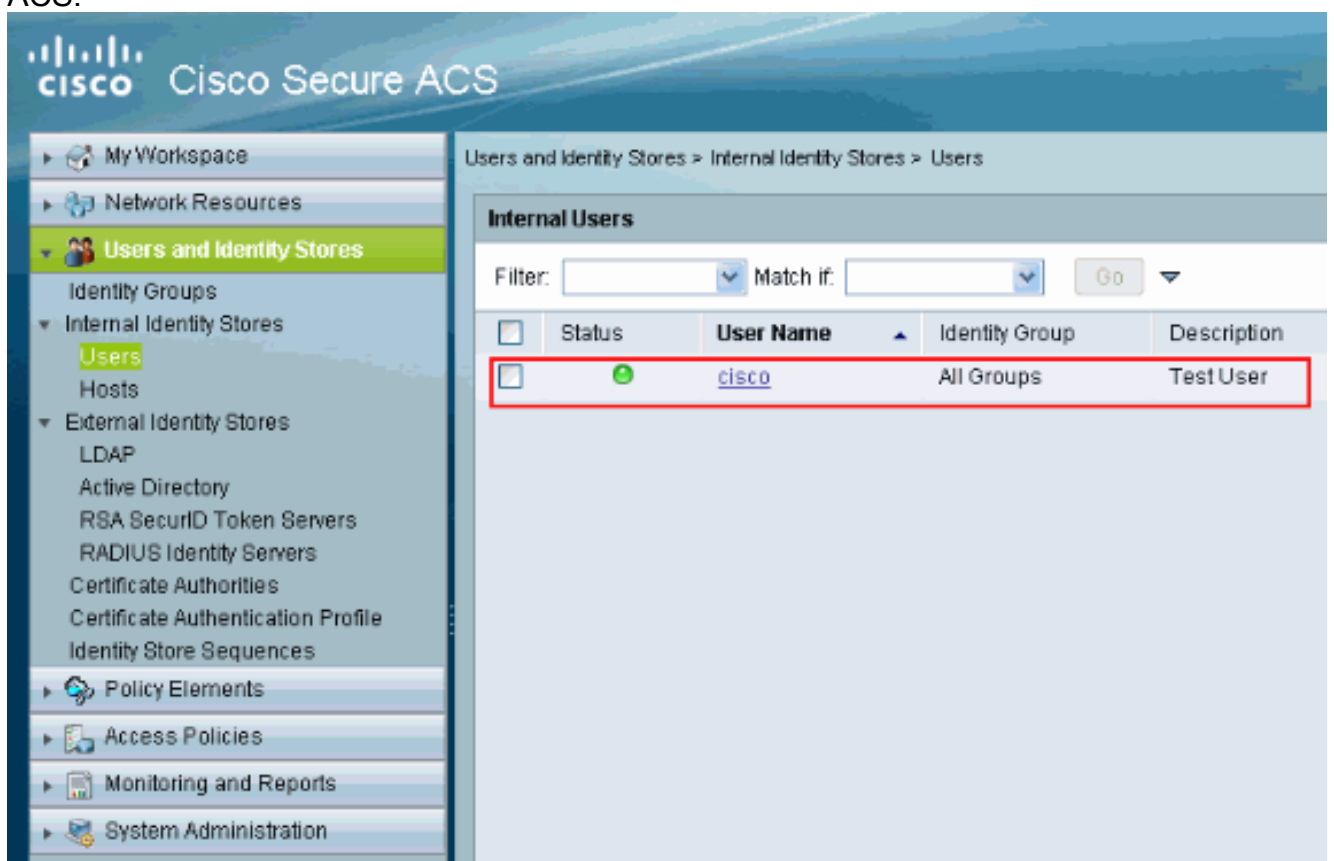 ACS.
cisco Cisco Secure ACS
My Workspace
Network Resources
Users and Identity Stores
Identity Groups
Internal Identity Stores
Users
Hosts
External Identity Stores
LDAP
Active Directory
RSA SecurID Token Servers
RADIUS Identity Servers
Certificate Authorities
Certificate Authentication Profile
Identity Store Sequences
Policy Elements
Access Policies
Monitoring and Reports
System Administration
Users and Identity Stores > Internal Identity Stores > Users
Internal Users
Filter: Match if: Go
Status User Name Identity Group Description
cisco All Groups Test User